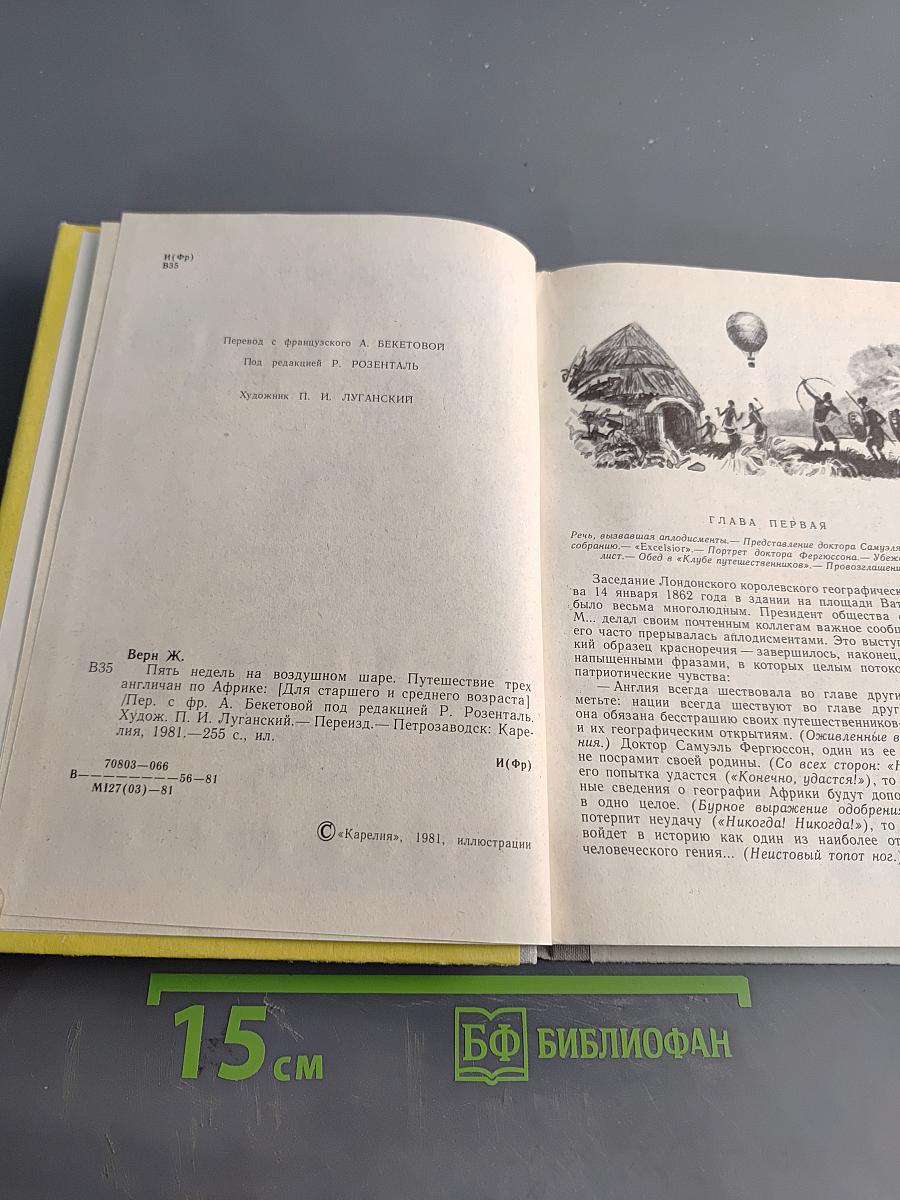 И(Фр)
В35
Перевод с французского А. БЕКЕТОВОЙ
Под редакцией Р. РОЗЕНТАЛЬ
Художник П. И. ЛУГАНСКИЙ
Верн Ж.
В35 Пять недель на воздушном шаре. Путешествие трех
англичан по Африке: [Для старшего и среднего возраста]
/Пер. с фр. А. Бекетовой под редакцией Р. Розенталь.
Худож. П. И. Луганский.— Переизд.— Петрозаводск: Каре-
лия, 1981.—255 с., ил.
70803—066
В—————————56—81
М127(03)—81
И(Фр)
© «Карелия», 1981, иллюстрации
ГЛАВА ПЕРВАЯ
Речь, вызвавшая аплодисменты.— Представление доктора Самуэля
собранию.— «Excelsior».— Портрет доктора Фергюссона.— Убеж
лист.— Обед в «Клубе путешественников».— Провозглашени
Заседание Лондонского королевского географическ
ва 14 января 1862 года в здании на площади Ват
было весьма многолюдным. Президент общества
М... делал своим почтенным коллегам важное сообщ
его часто прерывалась аплодисментами. Это выступ
кий образец красноречия — завершилось, наконец,
напыщенными фразами, в которых целым потоко
патриотические чувства:
— Англия всегда шествовала во главе други
метьте: нации всегда шествуют во главе друг
она обязана бесстрашию своих путешественников
и их географическим открытиям. (Оживленные в
ния.) Доктор Самуэль Фергюссон, один из ее
не посрамит своей родины. (Со всех сторон: «Н
его попытка удастся («Конечно, удастся!»), то
ные сведения о географии Африки будут допо
в одно целое. (Бурное выражение одобрения
потерпит неудачу («Никогда! Никогда!»), то
войдет в историю как один из наиболее от
человеческого гения... (Неистовый топот ног.)
15 см
БФ БИБЛИОФАН